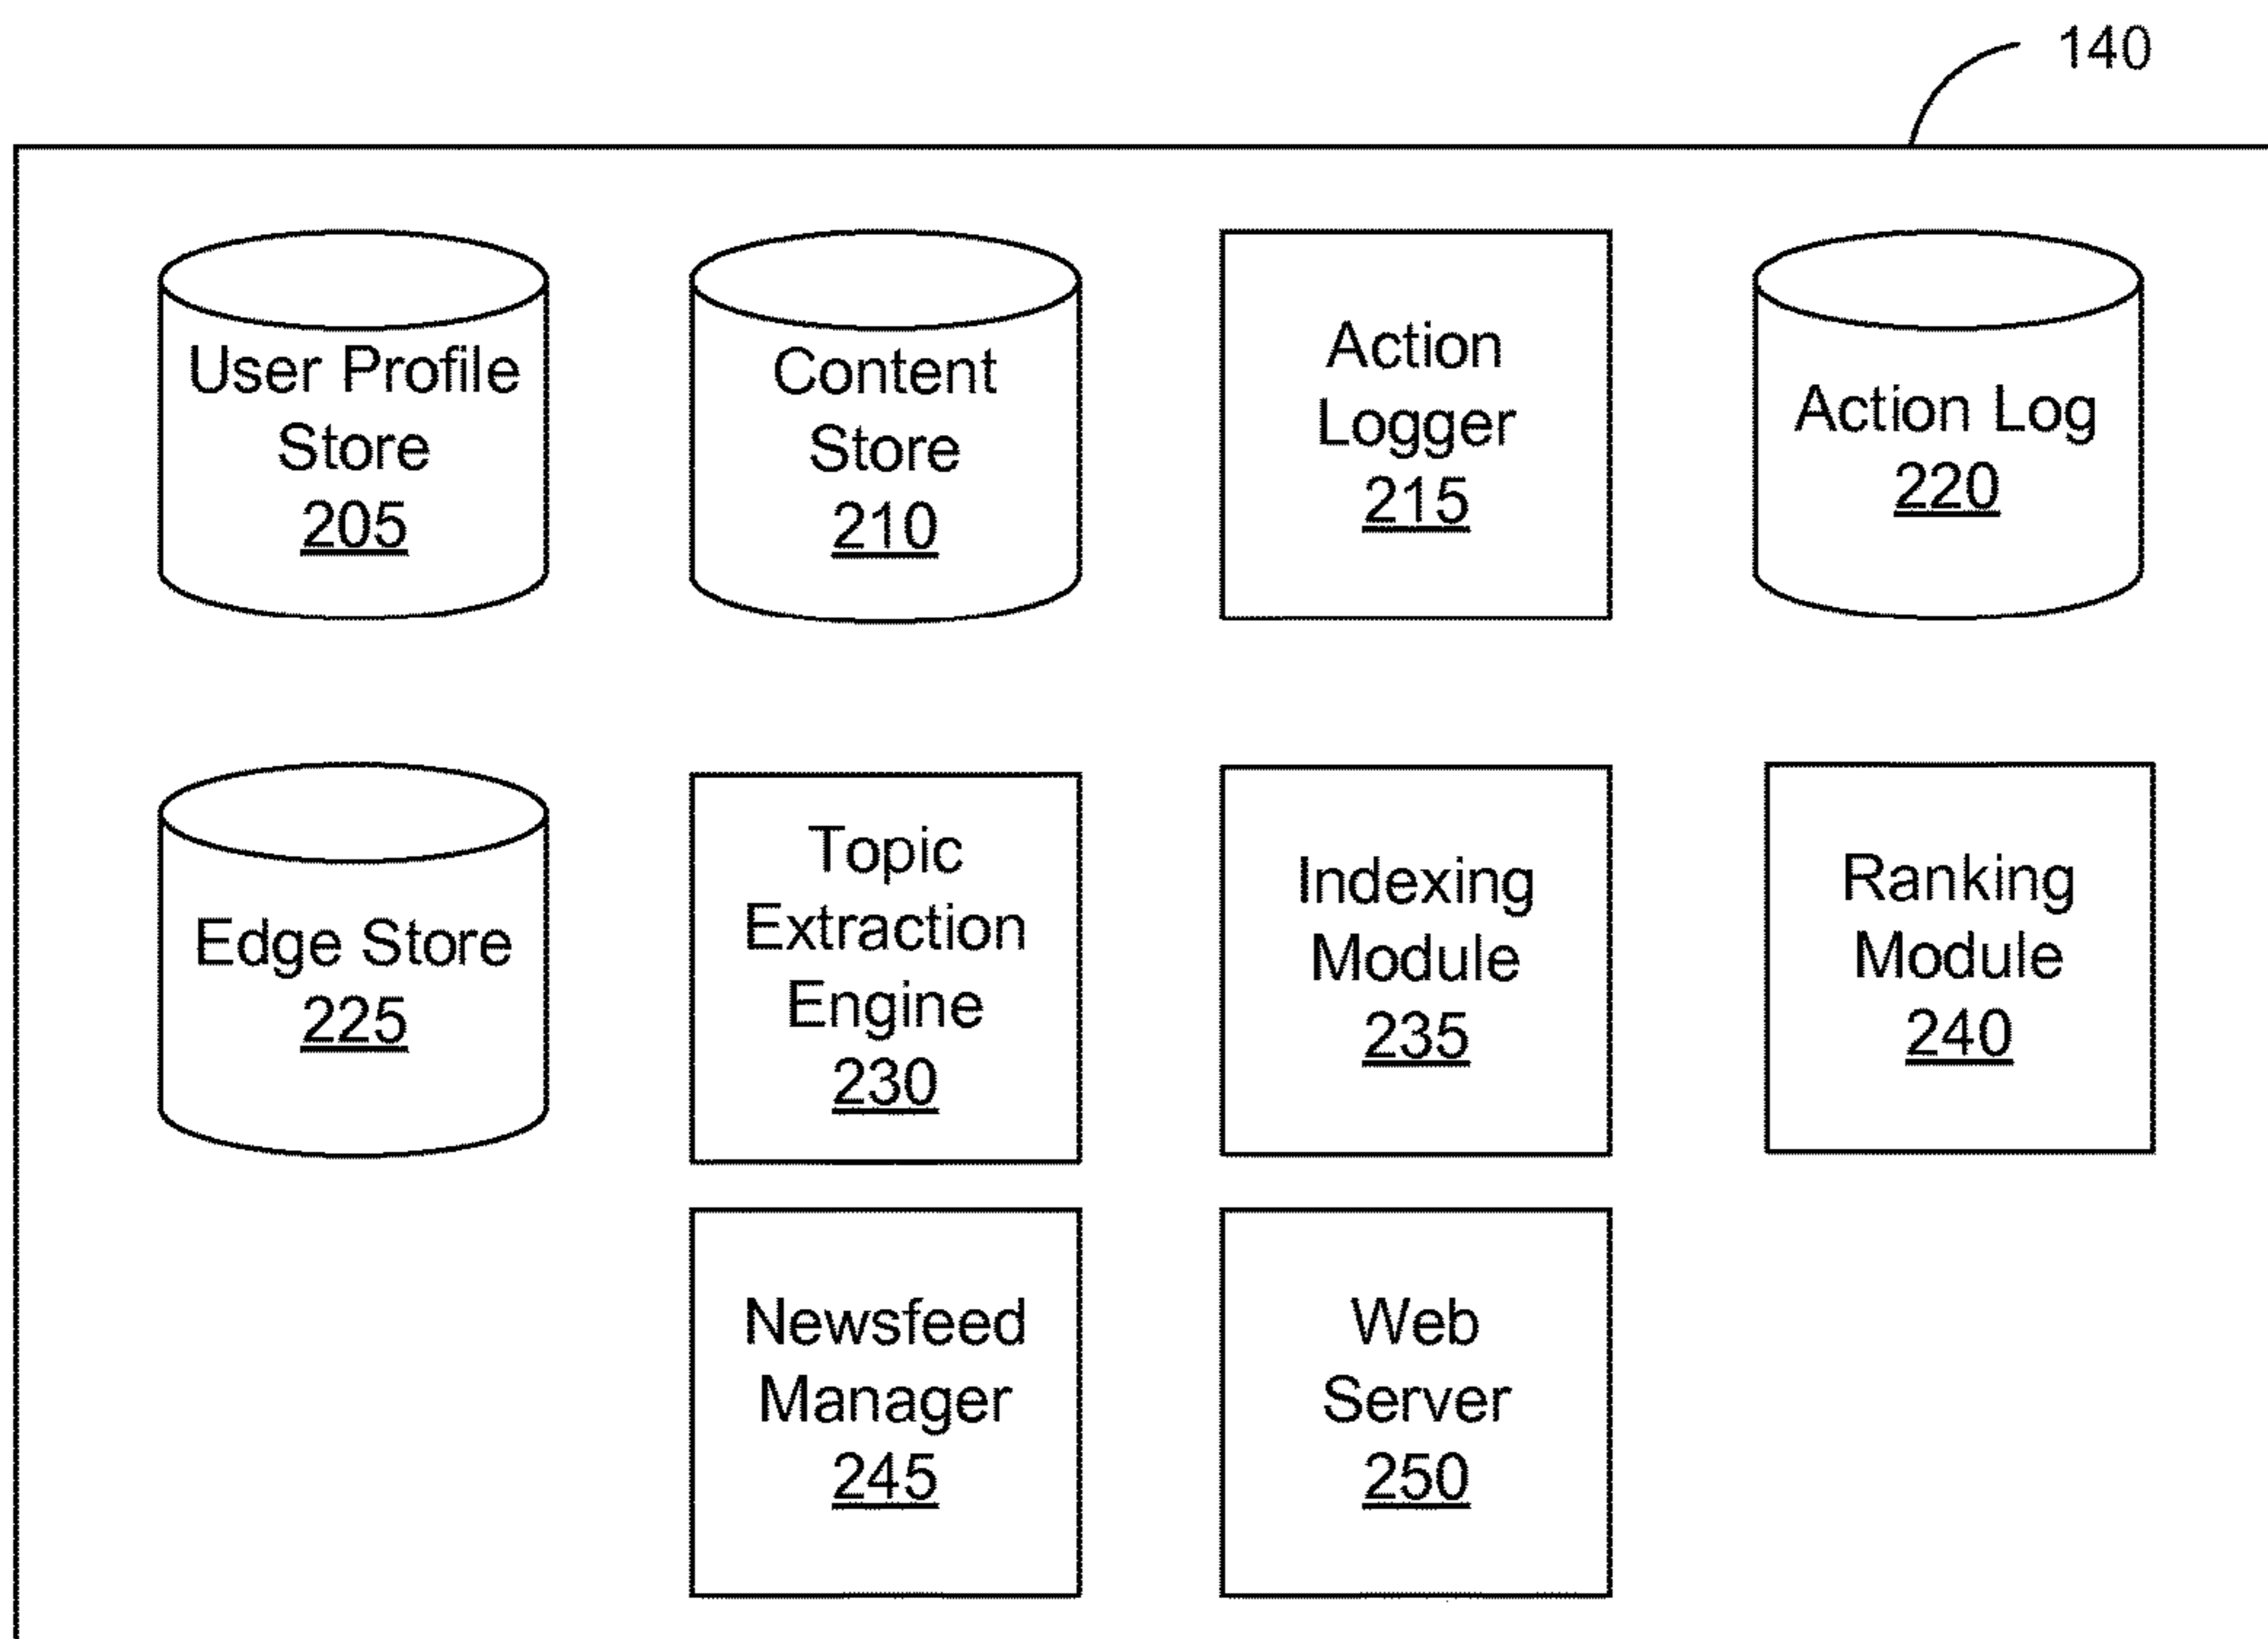 140
User Profile
Store
205
Content
Store
210
Action
Logger
215
Action Log
220
Edge Store
225
Topic
Extraction
Engine
230
Indexing
Module
235
Ranking
Module
240
Newsfeed
Manager
245
Web
Server
250